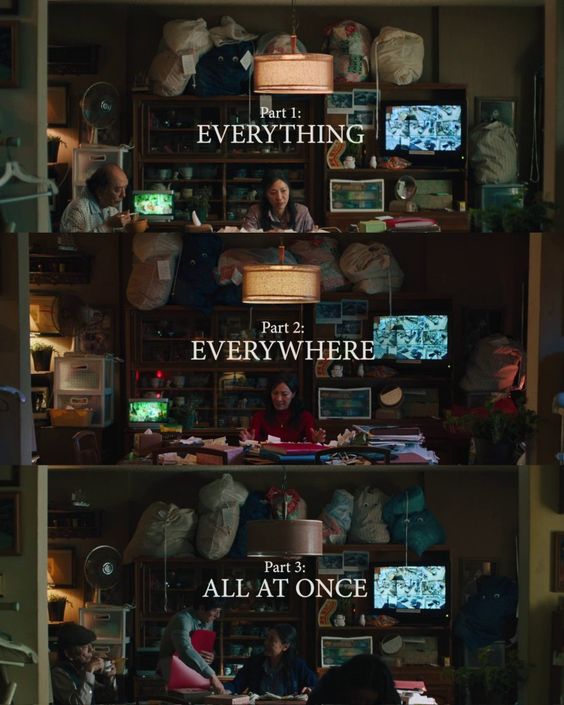 Part 1:
EVERYTHING
Part 2:
EVERYWHERE
Part 3:
ALL AT ONCE